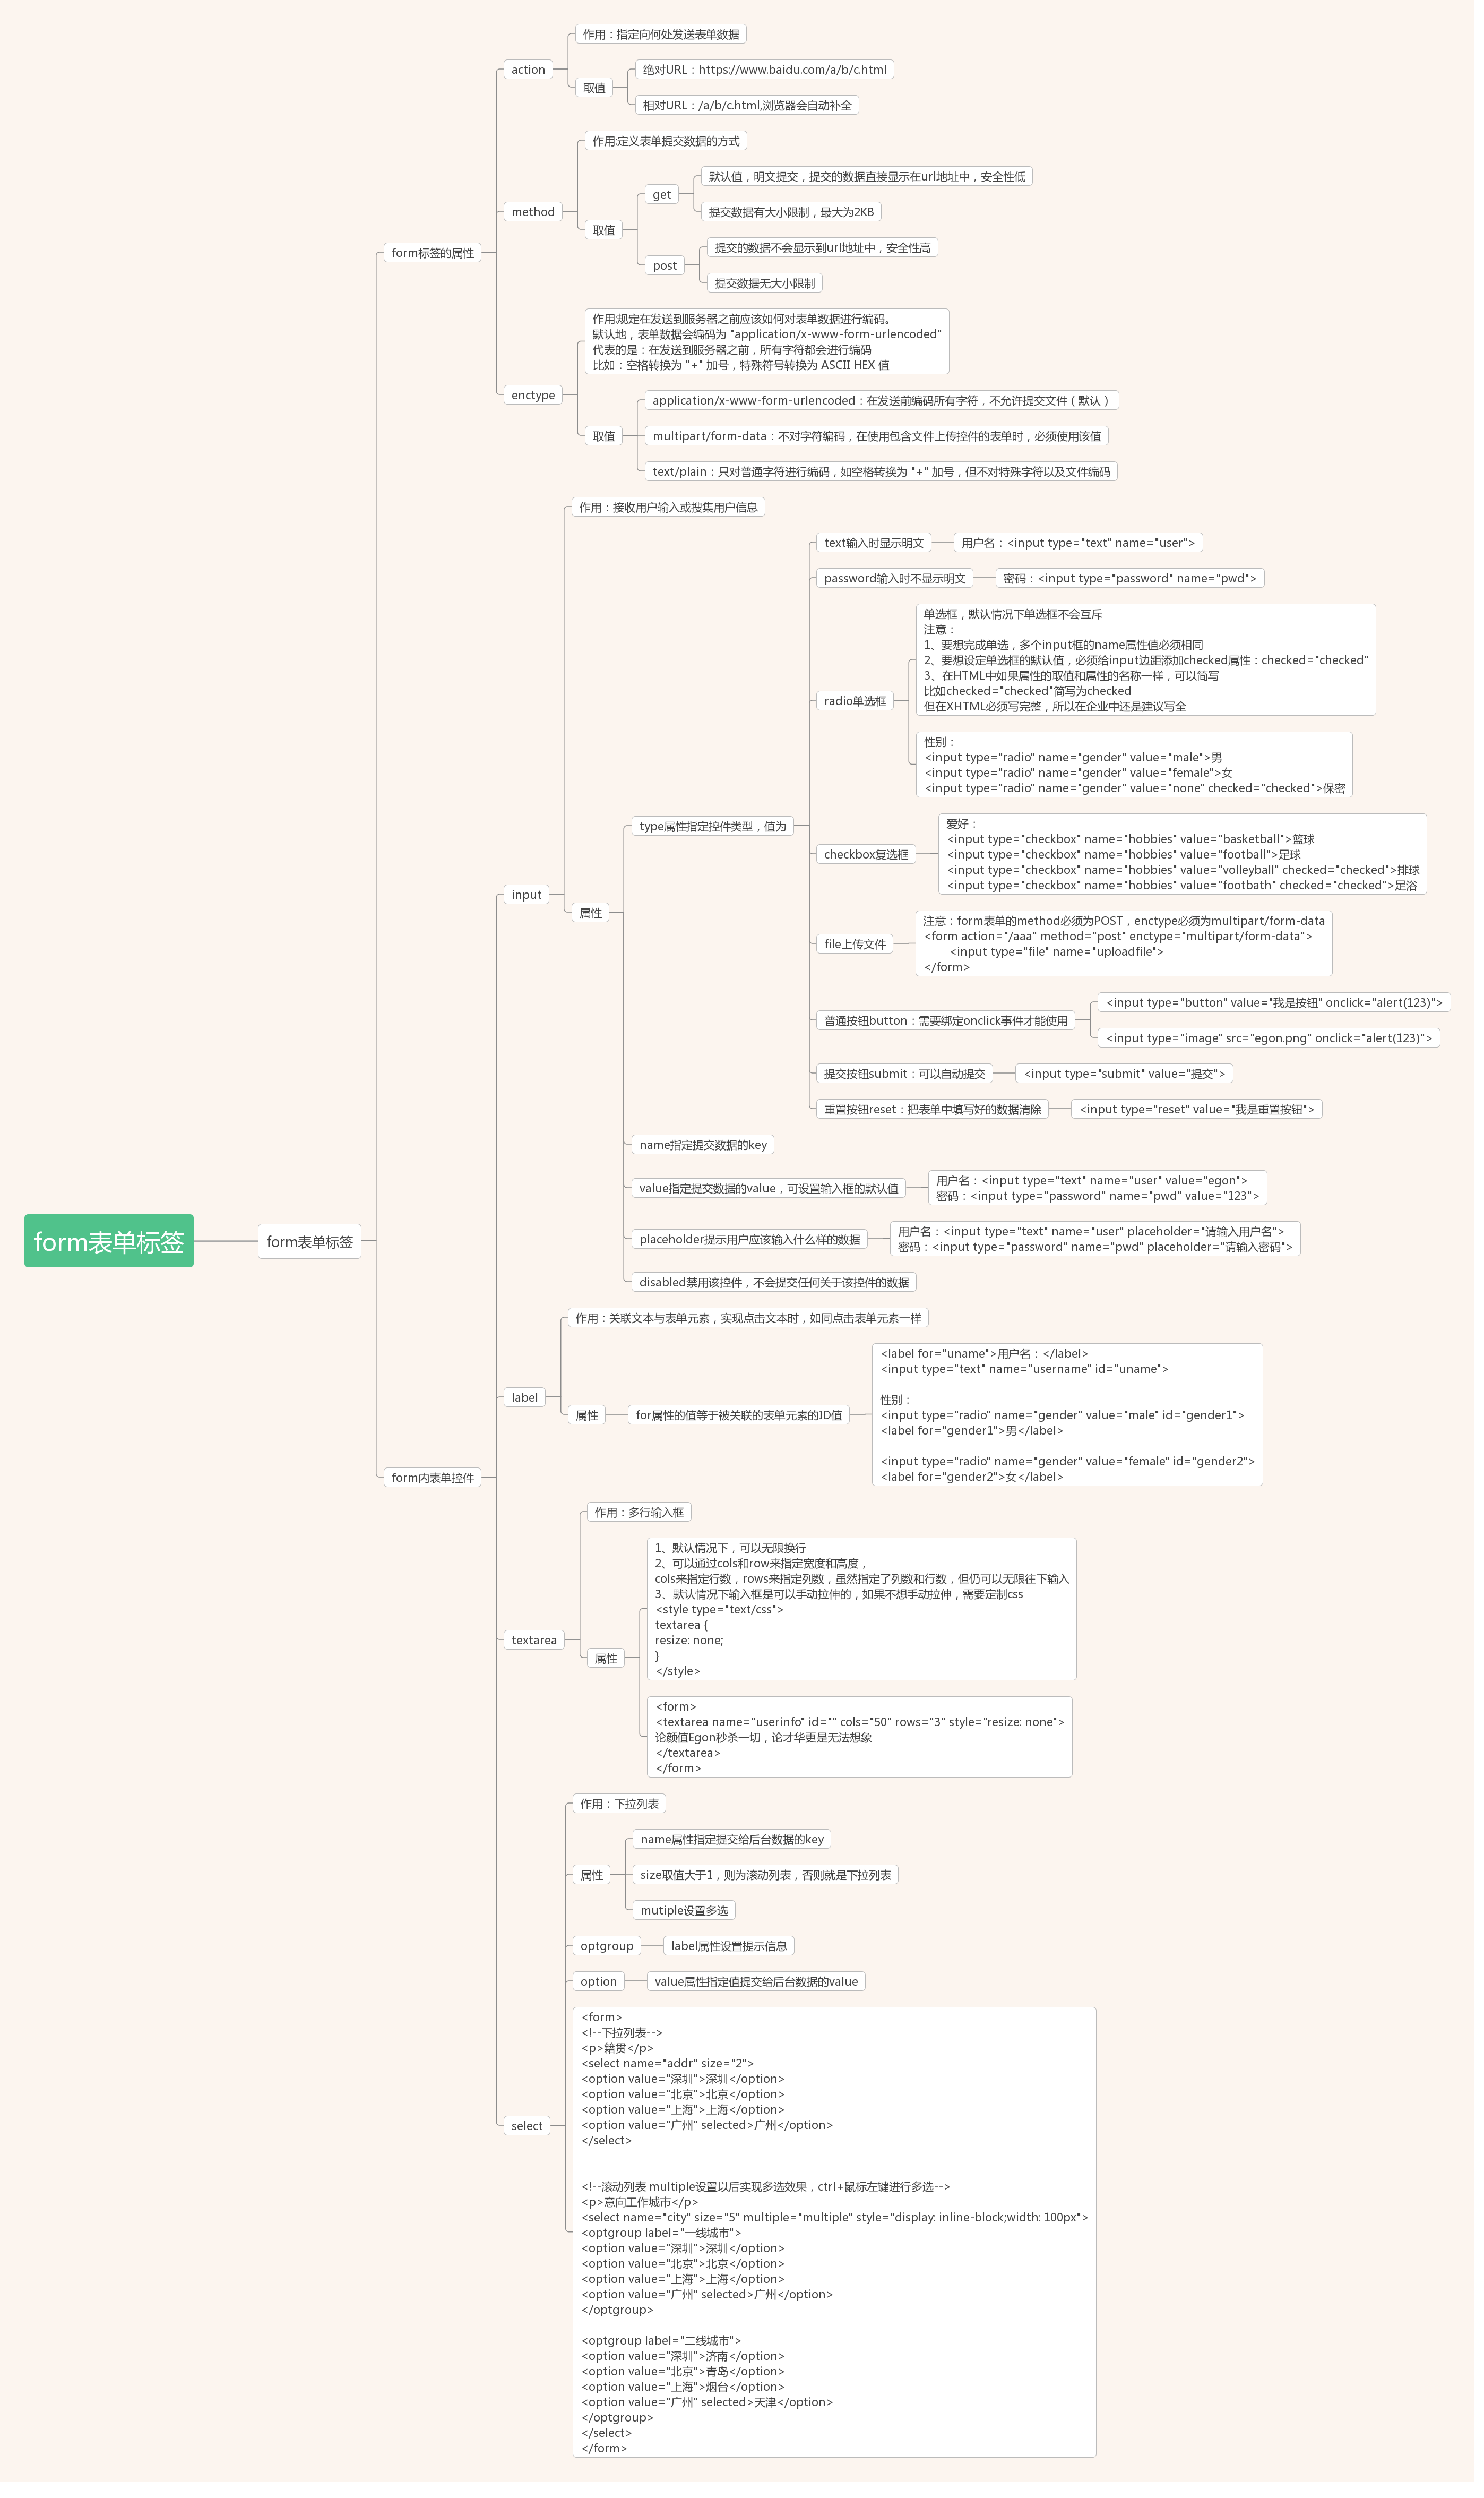 form表单标签
form表单标签
form标签的属性
action
作用：指定向何处发送表单数据
取值
绝对URL：https://www.baidu.com/a/b/c.html
相对URL：/a/b/c.html,浏览器会自动补全
method
作用:定义表单提交数据的方式
取值
get
默认值，明文提交，提交的数据直接显示在url地址中，安全性低
提交数据有大小限制，最大为2KB
post
提交的数据不会显示到url地址中，安全性高
提交数据无大小限制
enctype
作用:规定在发送到服务器之前应该如何对表单数据进行编码。
默认地，表单数据会编码为 "application/x-www-form-urlencoded"
代表的是：在发送到服务器之前，所有字符都会进行编码
比如：空格转换为 "+" 加号，特殊符号转换为 ASCII HEX 值
取值
application/x-www-form-urlencoded：在发送前编码所有字符，不允许提交文件（默认）
multipart/form-data：不对字符编码，在使用包含文件上传控件的表单时，必须使用该值
text/plain：只对普通字符进行编码，如空格转换为 "+" 加号，但不对特殊字符以及文件编码
form内表单控件
input
作用：接收用户输入或搜集用户信息
属性
type属性指定控件类型，值为
text输入时显示明文
用户名：<input type="text" name="user">
password输入时不显示明文
密码：<input type="password" name="pwd">
radio单选框
单选框，默认情况下单选框不会互斥
注意：
1、要想完成单选，多个input框的name属性值必须相同
2、要想设定单选框的默认值，必须给input边距添加checked属性：checked="checked"
3、在HTML中如果属性的取值和属性的名称一样，可以简写
比如checked="checked"简写为checked
但在XHTML必须写完整，所以在企业中还是建议写全
性别：
<input type="radio" name="gender" value="male">男
<input type="radio" name="gender" value="female">女
<input type="radio" name="gender" value="none" checked="checked">保密
checkbox复选框
爱好：
<input type="checkbox" name="hobbies" value="basketball">篮球
<input type="checkbox" name="hobbies" value="football">足球
<input type="checkbox" name="hobbies" value="volleyball" checked="checked">排球
<input type="checkbox" name="hobbies" value="footbath" checked="checked">足浴
file上传文件
注意：form表单的method必须为POST，enctype必须为multipart/form-data
<form action="/aaa" method="post" enctype="multipart/form-data">
<input type="file" name="uploadfile">
</form>
普通按钮button：需要绑定onclick事件才能使用
<input type="button" value="我是按钮" onclick="alert(123)">
<input type="image" src="egon.png" onclick="alert(123)">
提交按钮submit：可以自动提交
<input type="submit" value="提交">
重置按钮reset：把表单中填写好的数据清除
<input type="reset" value="我是重置按钮">
name指定提交数据的key
value指定提交数据的value，可设置输入框的默认值
用户名：<input type="text" name="user" value="egon">
密码：<input type="password" name="pwd" value="123">
placeholder提示用户应该输入什么样的数据
用户名：<input type="text" name="user" placeholder="请输入用户名">
密码：<input type="password" name="pwd" placeholder="请输入密码">
disabled禁用该控件，不会提交任何关于该控件的数据
label
作用：关联文本与表单元素，实现点击文本时，如同点击表单元素一样
属性
for属性的值等于被关联的表单元素的ID值
<label for="uname">用户名：</label>
<input type="text" name="username" id="uname">
性别：
<input type="radio" name="gender" value="male" id="gender1">
<label for="gender1">男</label>
<input type="radio" name="gender" value="female" id="gender2">
<label for="gender2">女</label>
textarea
作用：多行输入框
属性
1、默认情况下，可以无限换行
2、可以通过cols和row来指定宽度和高度，
cols来指定行数，rows来指定列数，虽然指定了列数和行数，但仍可以无限往下输入
3、默认情况下输入框是可以手动拉伸的，如果不想手动拉伸，需要定制css
<style type="text/css">
textarea {
resize: none;
}
</style>
<form>
<textarea name="userinfo" id="" cols="50" rows="3" style="resize: none">
论颜值Egon秒杀一切，论才华更是无法想象
</textarea>
</form>
select
作用：下拉列表
属性
name属性指定提交给后台数据的key
size取值大于1，则为滚动列表，否则就是下拉列表
mutiple设置多选
optgroup
label属性设置提示信息
option
value属性指定值提交给后台数据的value
<form>
<!--下拉列表-->
<p>籍贯</p>
<select name="addr" size="2">
<option value="深圳">深圳</option>
<option value="北京">北京</option>
<option value="上海">上海</option>
<option value="广州" selected>广州</option>
</select>
<!--滚动列表 multiple设置以后实现多选效果，ctrl+鼠标左键进行多选-->
<p>意向工作城市</p>
<select name="city" size="5" multiple="multiple" style="display: inline-block;width: 100px">
<optgroup label="一线城市">
<option value="深圳">深圳</option>
<option value="北京">北京</option>
<option value="上海">上海</option>
<option value="广州" selected>广州</option>
</optgroup>
<optgroup label="二线城市">
<option value="深圳">济南</option>
<option value="北京">青岛</option>
<option value="上海">烟台</option>
<option value="广州" selected>天津</option>
</optgroup>
</select>
</form>